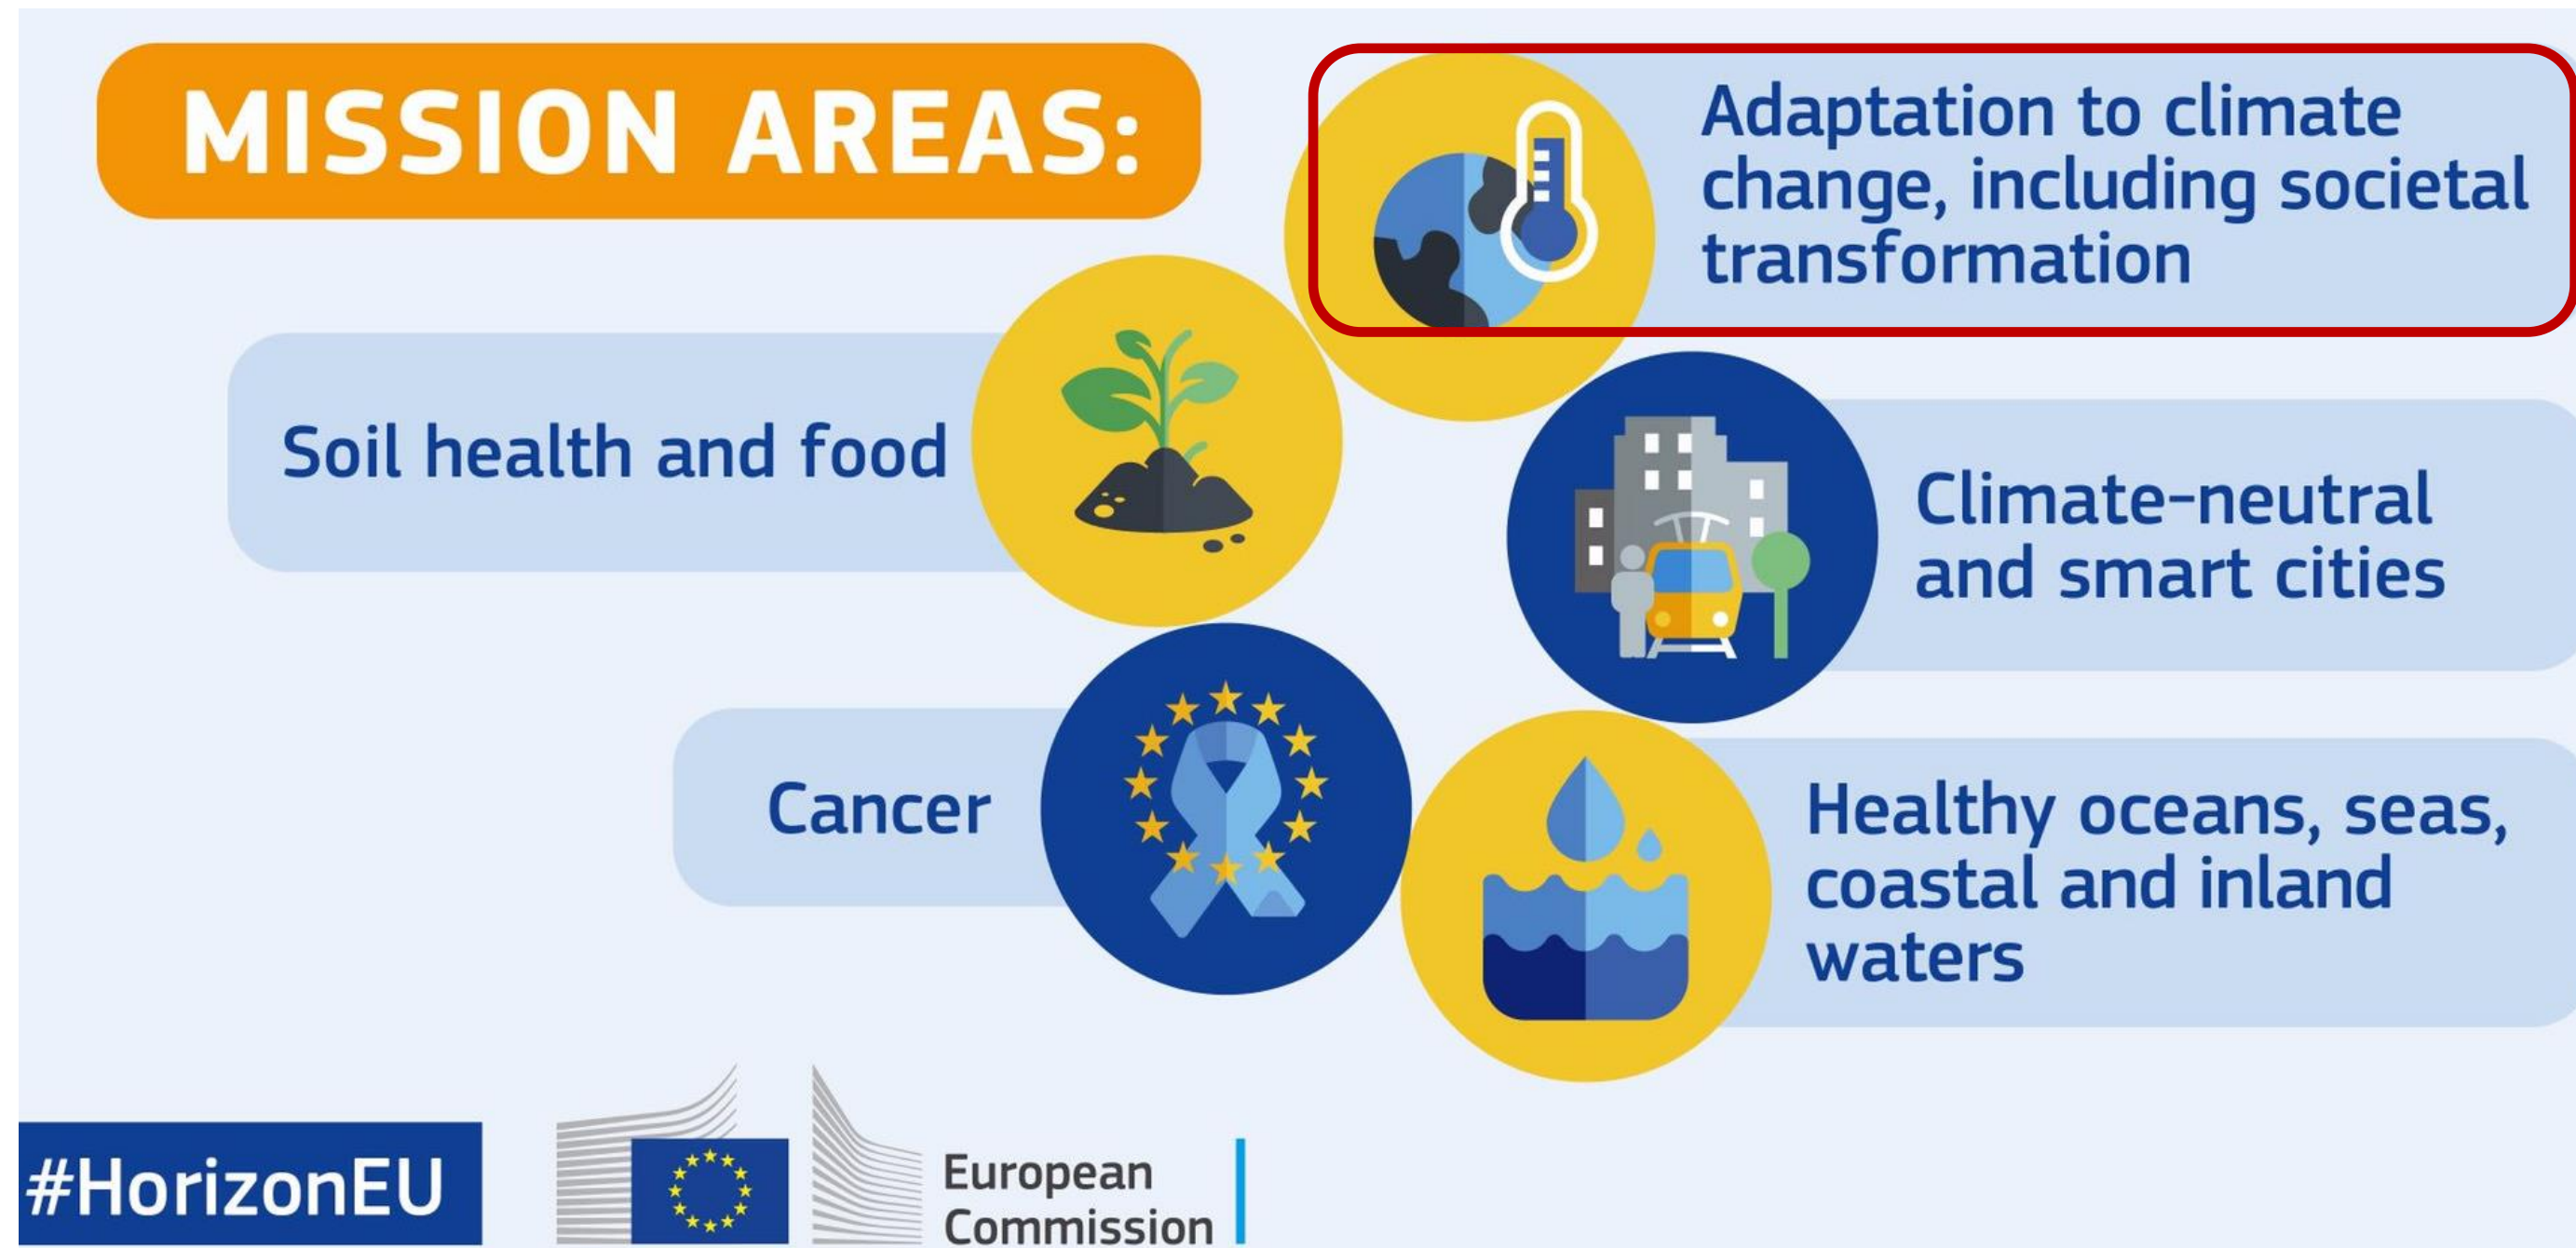 MISSION AREAS:
Adaptation to climate
change, including societal
transformation
Soil health and food
Climate-neutral
and smart cities
Cancer
Healthy oceans, seas,
coastal and inland
waters
#HorizonEU
European
Commission